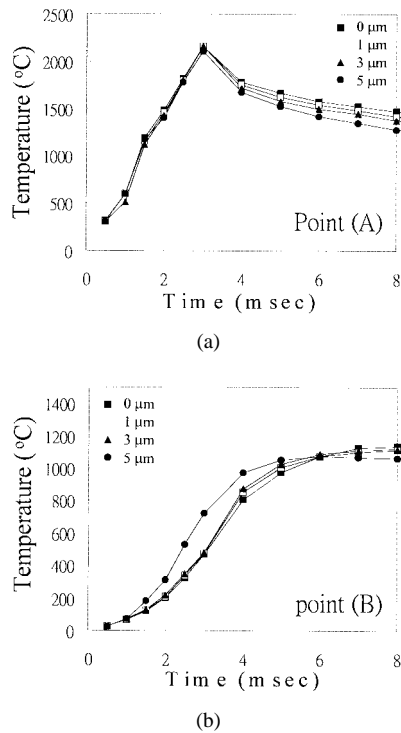 2500
2000
1500
1000
500
0
Temperature (°C)
0 μm
1 μm
3 μm
5 μm
Point (A)
0 2 4 6 8
Time (msec)
(a)
1400
1200
1000
800
600
400
200
0
Temperature (°C)
0 μm
1 μm
3 μm
5 μm
point (B)
0 2 4 6 8
Time (msec)
(b)